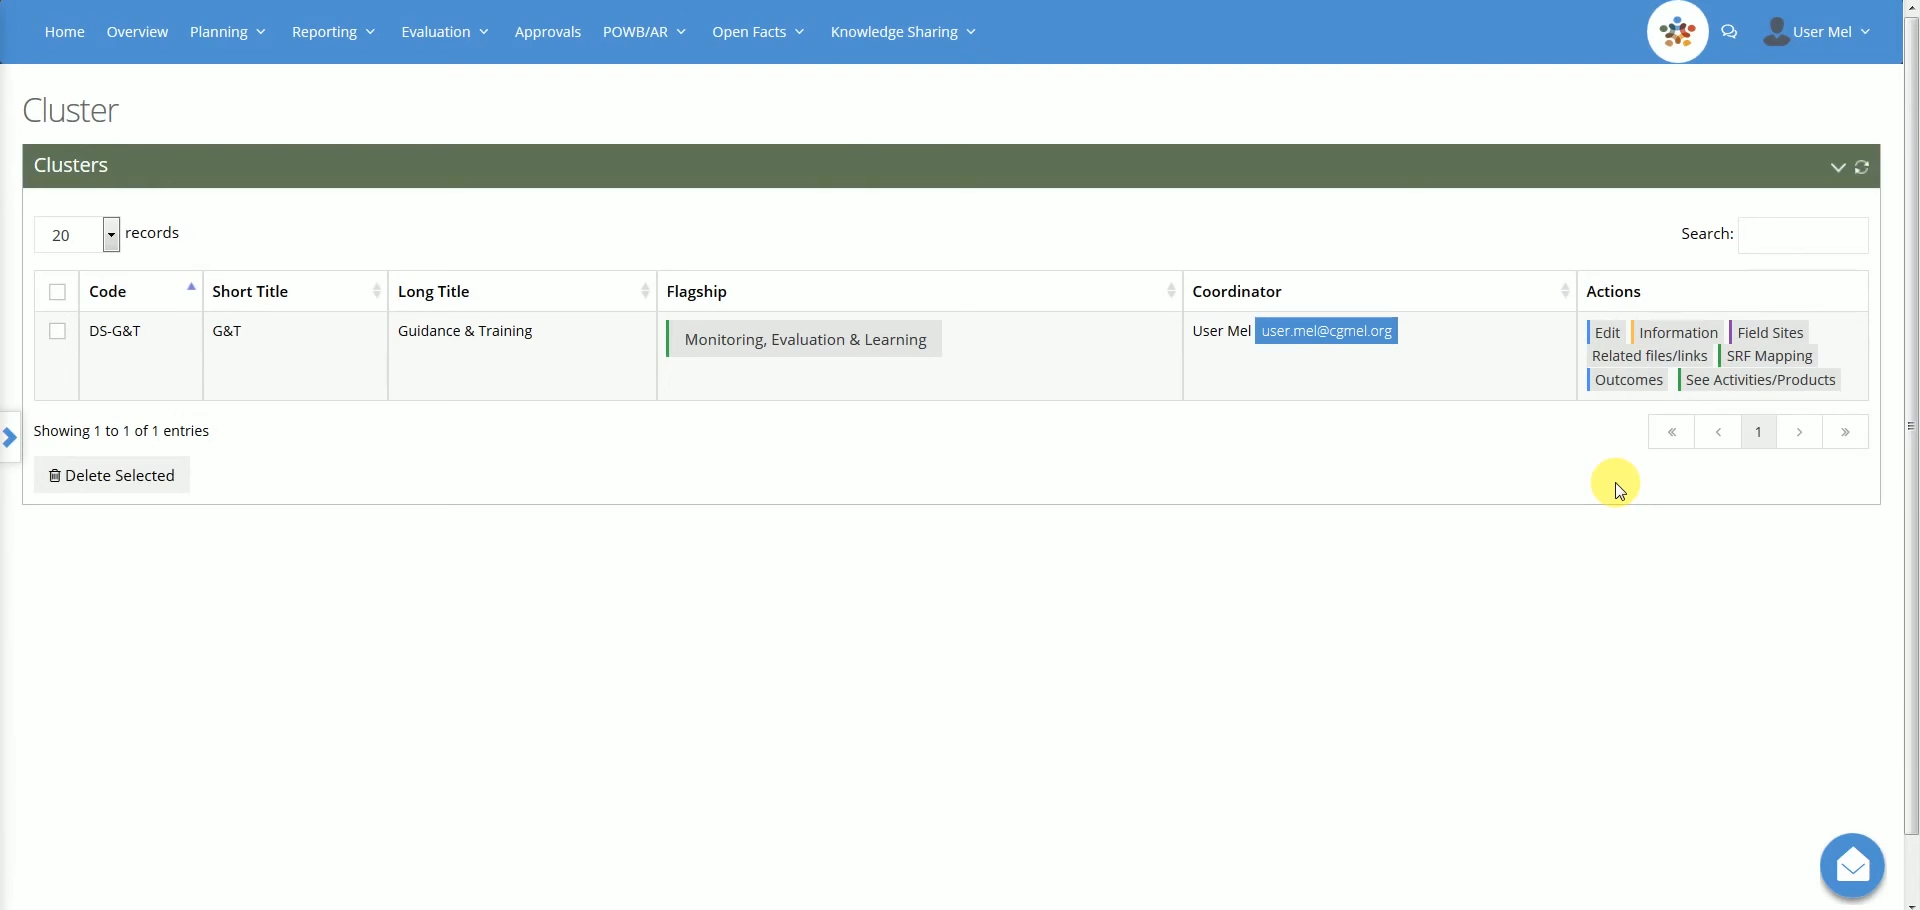 Home Overview Planning Reporting Evaluation Approvals POWB/AR Open Facts Knowledge Sharing User Mel
Cluster
Clusters
20 records Search:
Code Short Title Long Title Flagship Coordinator Actions
DS-G&T G&T Guidance & Training Monitoring, Evaluation & Learning User Mel user.mel@cgmel.org Edit Information Field Sites
Related files/links SRF Mapping
Outcomes See Activities/Products
Showing 1 to 1 of 1 entries « < 1 > »
Delete Selected